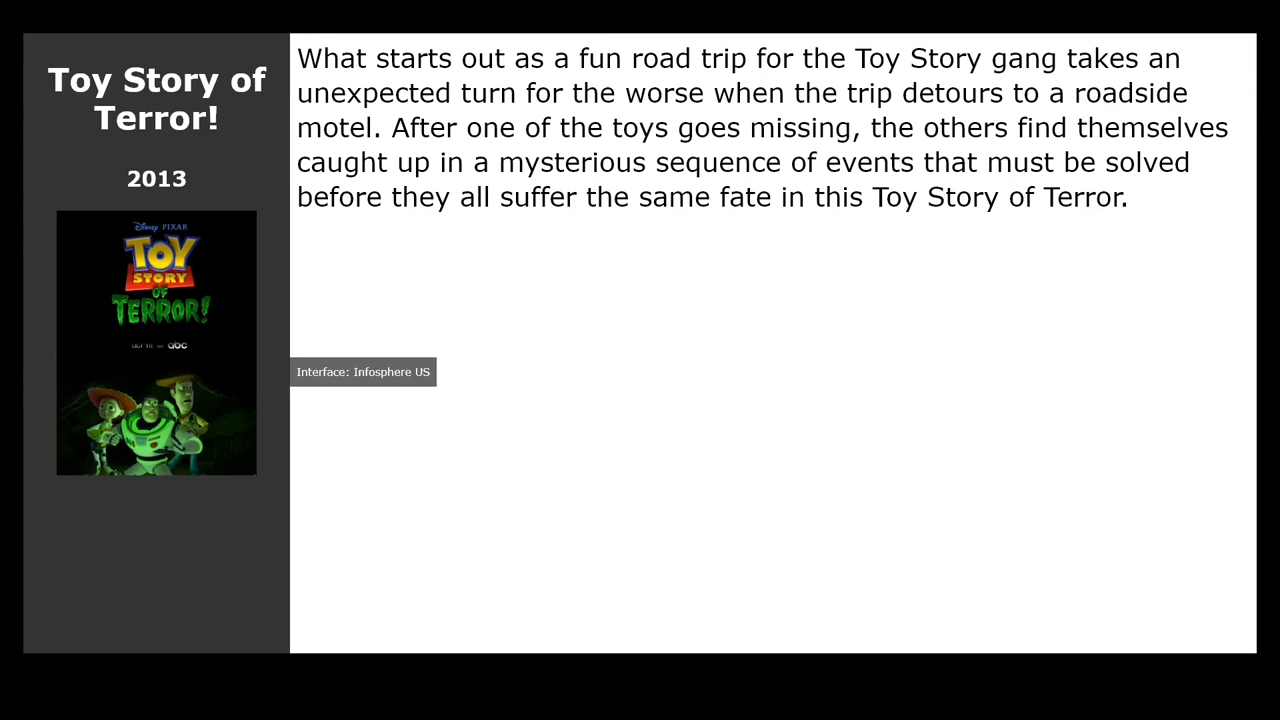 Toy Story of
Terror!
2013
Disney PIXAR
TOY
STORY
OF
TERROR!
OCT 16 on abc
What starts out as a fun road trip for the Toy Story gang takes an
unexpected turn for the worse when the trip detours to a roadside
motel. After one of the toys goes missing, the others find themselves
caught up in a mysterious sequence of events that must be solved
before they all suffer the same fate in this Toy Story of Terror.
Interface: Infosphere US